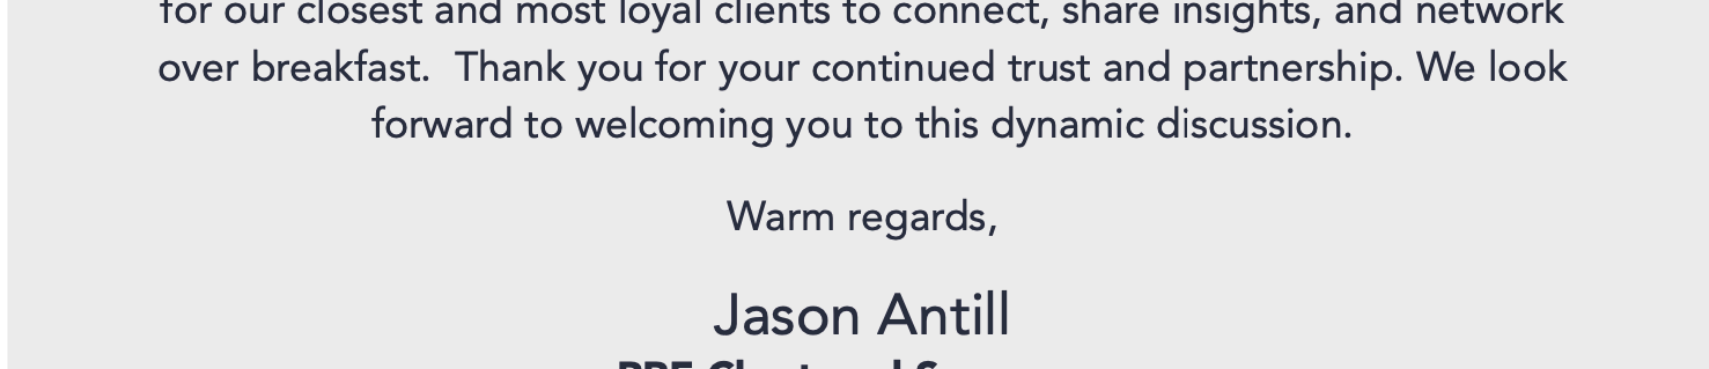 for our closest and most loyal clients to connect, share insights, and network
over breakfast.  Thank you for your continued trust and partnership. We look
forward to welcoming you to this dynamic discussion.
Warm regards,
Jason Antill